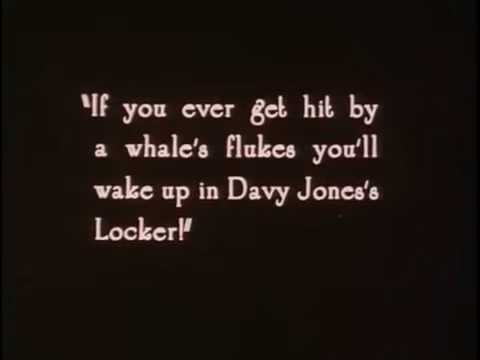 "If you ever get hit by
a whale's flukes you'll
wake up in Davy Jones's
Locker!"